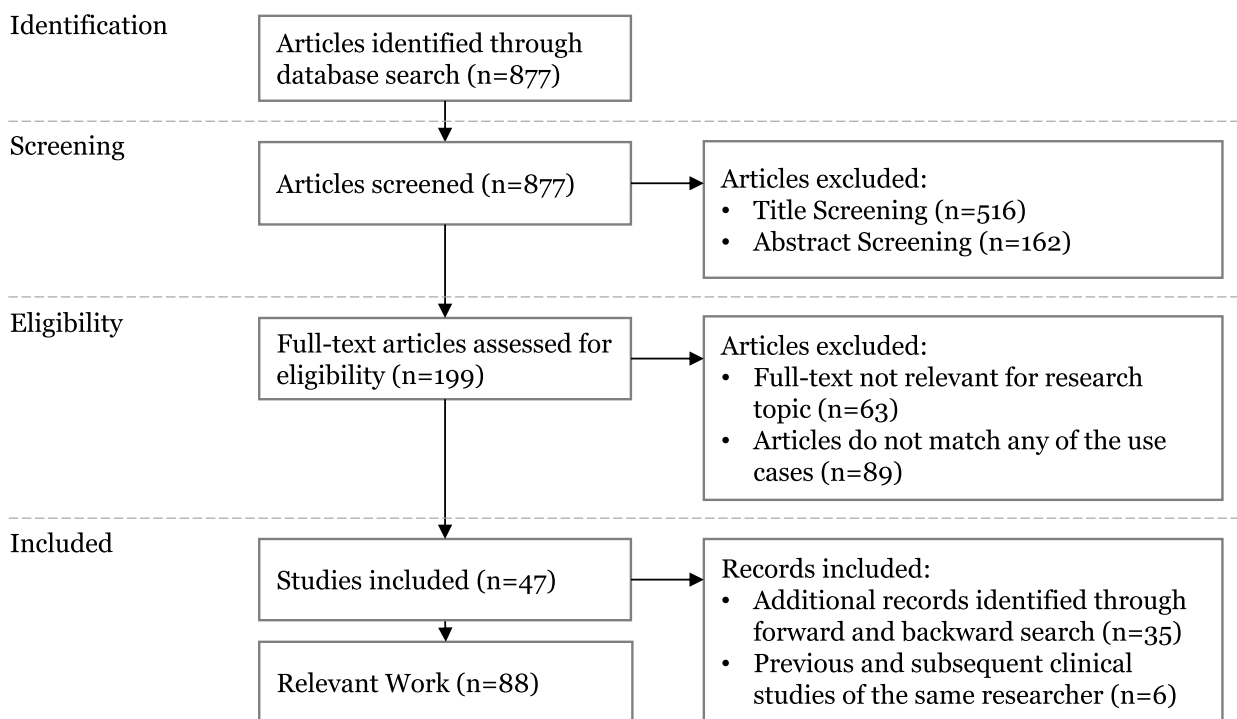 Identification
Articles identified through
database search (n=877)
Screening
Articles screened (n=877)
Articles excluded:
• Title Screening (n=516)
• Abstract Screening (n=162)
Eligibility
Full-text articles assessed for
eligibility (n=199)
Articles excluded:
• Full-text not relevant for research
topic (n=63)
• Articles do not match any of the use
cases (n=89)
Included
Studies included (n=47)
Records included:
• Additional records identified through
forward and backward search (n=35)
• Previous and subsequent clinical
studies of the same researcher (n=6)
Relevant Work (n=88)